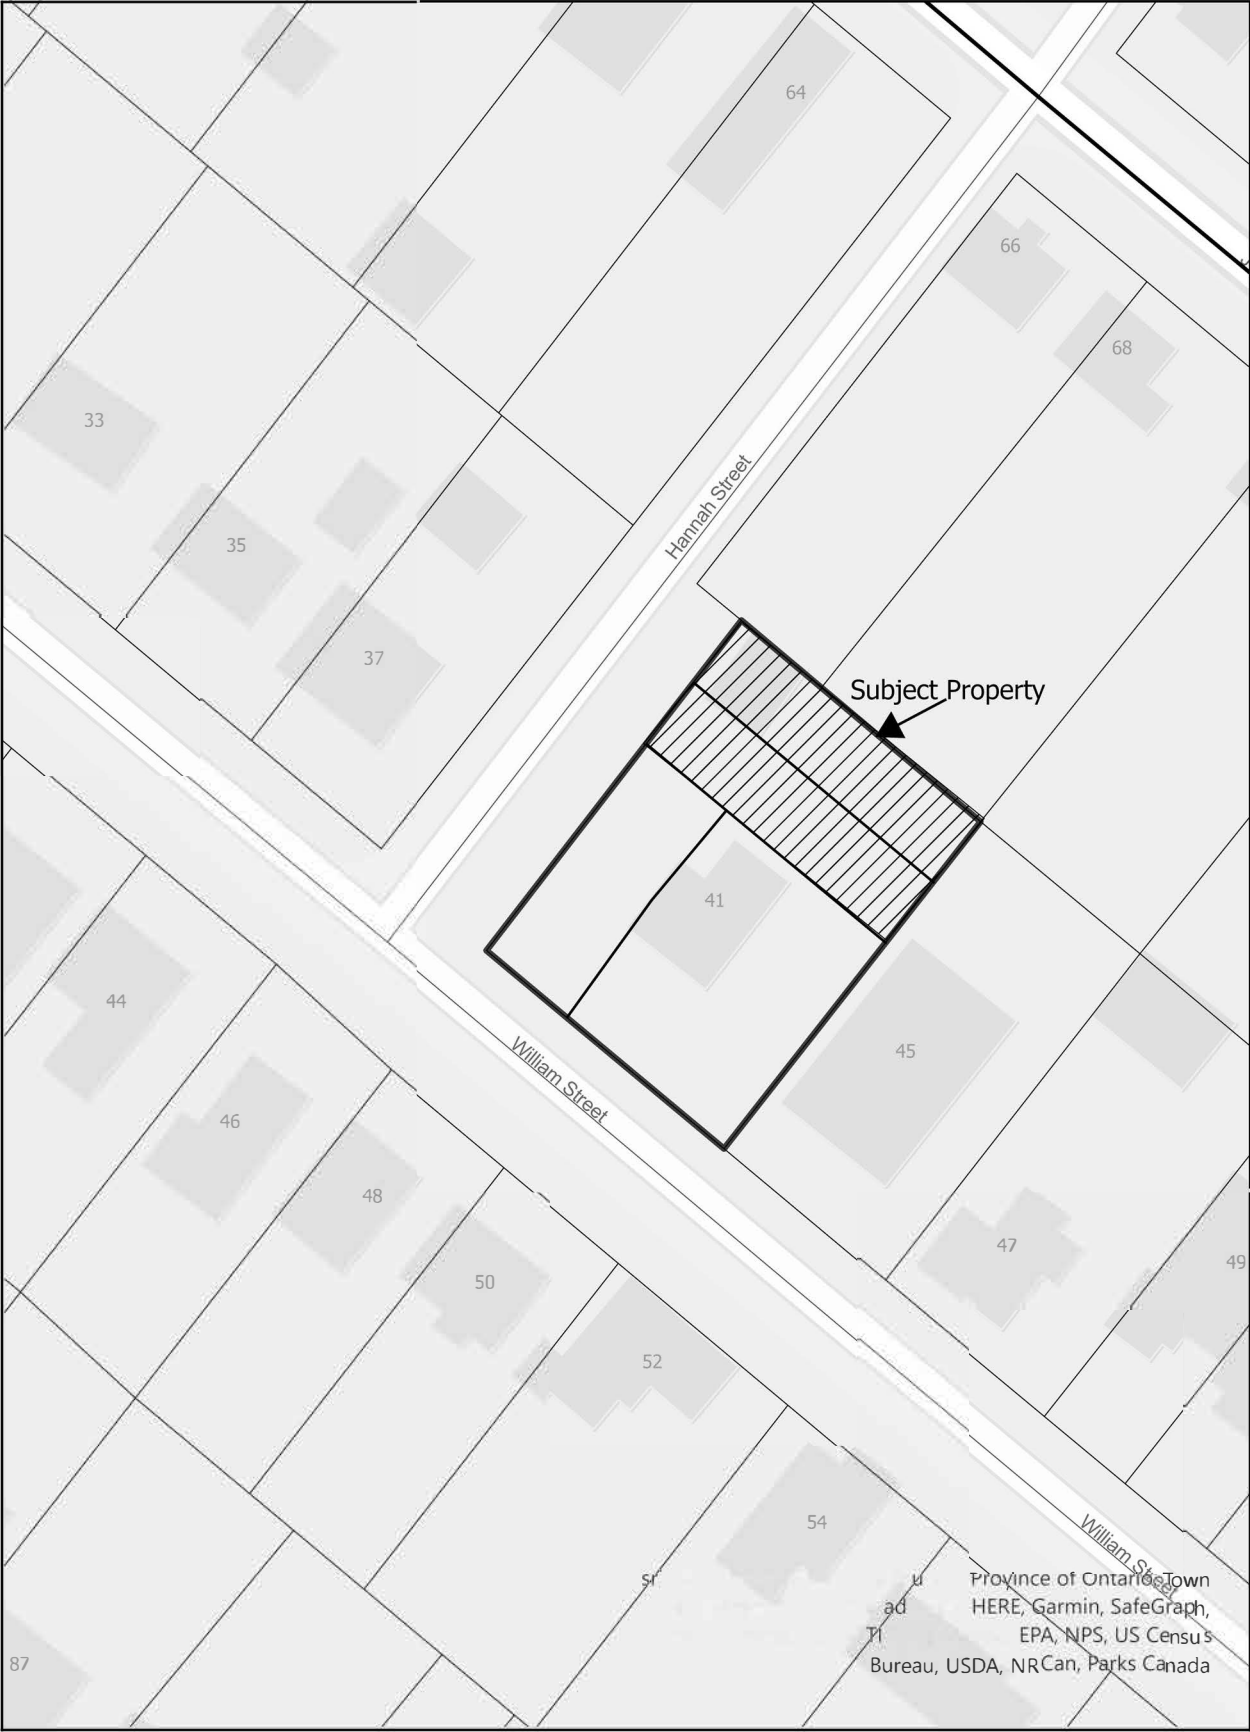 64
66
68
33
Hannah Street
35
37
Subject Property
41
44
45
William Street
46
48
47
49
50
52
54
William Street
Province of Ontario Town
HERE, Garmin, SafeGraph,
EPA, NPS, US Census
87
Bureau, USDA, NRCan, Parks Canada